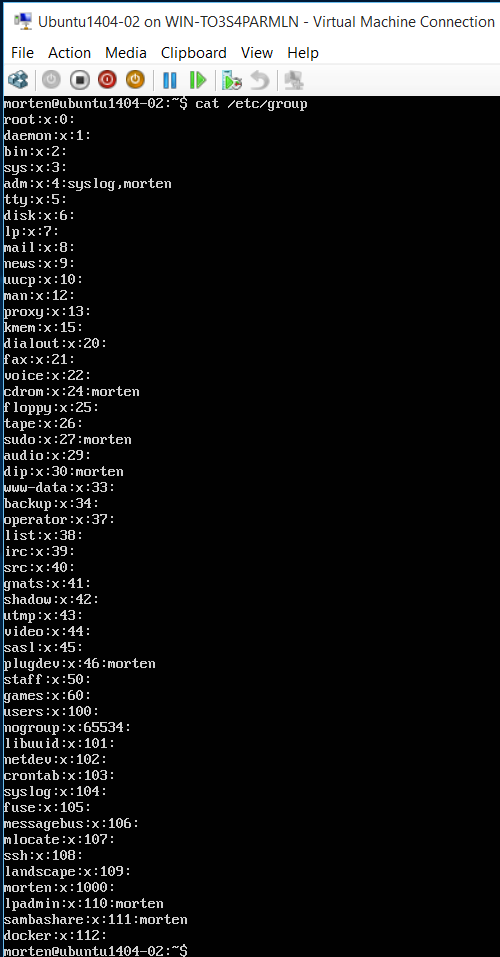 Ubuntu1404-02 on WIN-TO3S4PARMLN - Virtual Machine Connection
File Action Media Clipboard View Help
morten@ubuntu1404-02:~$ cat /etc/group
root:x:0:
daemon:x:1:
bin:x:2:
sys:x:3:
adm:x:4:syslog,morten
tty:x:5:
disk:x:6:
lp:x:7:
mail:x:8:
news:x:9:
uucp:x:10:
man:x:12:
proxy:x:13:
kmem:x:15:
dialout:x:20:
fax:x:21:
voice:x:22:
cdrom:x:24:morten
floppy:x:25:
tape:x:26:
sudo:x:27:morten
audio:x:29:
dip:x:30:morten
www-data:x:33:
backup:x:34:
operator:x:37:
list:x:38:
irc:x:39:
src:x:40:
gnats:x:41:
shadow:x:42:
utmp:x:43:
video:x:44:
sasl:x:45:
plugdev:x:46:morten
staff:x:50:
games:x:60:
users:x:100:
nogroup:x:65534:
libuuid:x:101:
netdev:x:102:
crontab:x:103:
syslog:x:104:
fuse:x:105:
messagebus:x:106:
mlocate:x:107:
ssh:x:108:
landscape:x:109:
morten:x:1000:
lpadmin:x:110:morten
sambashare:x:111:morten
docker:x:112:
morten@ubuntu1404-02:~$